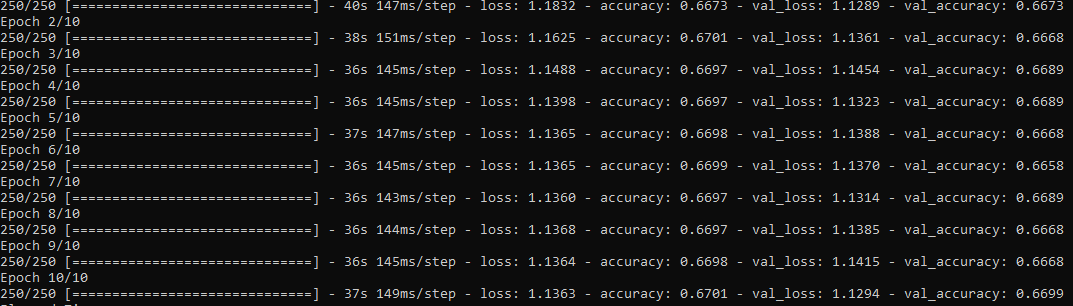 250/250 [==============================] - 40s 147ms/step - loss: 1.1832 - accuracy: 0.6673 - val_loss: 1.1289 - val_accuracy: 0.6673
Epoch 2/10
250/250 [==============================] - 38s 151ms/step - loss: 1.1625 - accuracy: 0.6701 - val_loss: 1.1361 - val_accuracy: 0.6668
Epoch 3/10
250/250 [==============================] - 36s 145ms/step - loss: 1.1488 - accuracy: 0.6697 - val_loss: 1.1454 - val_accuracy: 0.6689
Epoch 4/10
250/250 [==============================] - 36s 145ms/step - loss: 1.1398 - accuracy: 0.6697 - val_loss: 1.1323 - val_accuracy: 0.6689
Epoch 5/10
250/250 [==============================] - 37s 147ms/step - loss: 1.1365 - accuracy: 0.6698 - val_loss: 1.1388 - val_accuracy: 0.6668
Epoch 6/10
250/250 [==============================] - 36s 145ms/step - loss: 1.1365 - accuracy: 0.6699 - val_loss: 1.1370 - val_accuracy: 0.6658
Epoch 7/10
250/250 [==============================] - 36s 143ms/step - loss: 1.1360 - accuracy: 0.6697 - val_loss: 1.1314 - val_accuracy: 0.6689
Epoch 8/10
250/250 [==============================] - 36s 144ms/step - loss: 1.1368 - accuracy: 0.6697 - val_loss: 1.1385 - val_accuracy: 0.6668
Epoch 9/10
250/250 [==============================] - 36s 145ms/step - loss: 1.1364 - accuracy: 0.6698 - val_loss: 1.1415 - val_accuracy: 0.6668
Epoch 10/10
250/250 [==============================] - 37s 149ms/step - loss: 1.1363 - accuracy: 0.6701 - val_loss: 1.1294 - val_accuracy: 0.6699